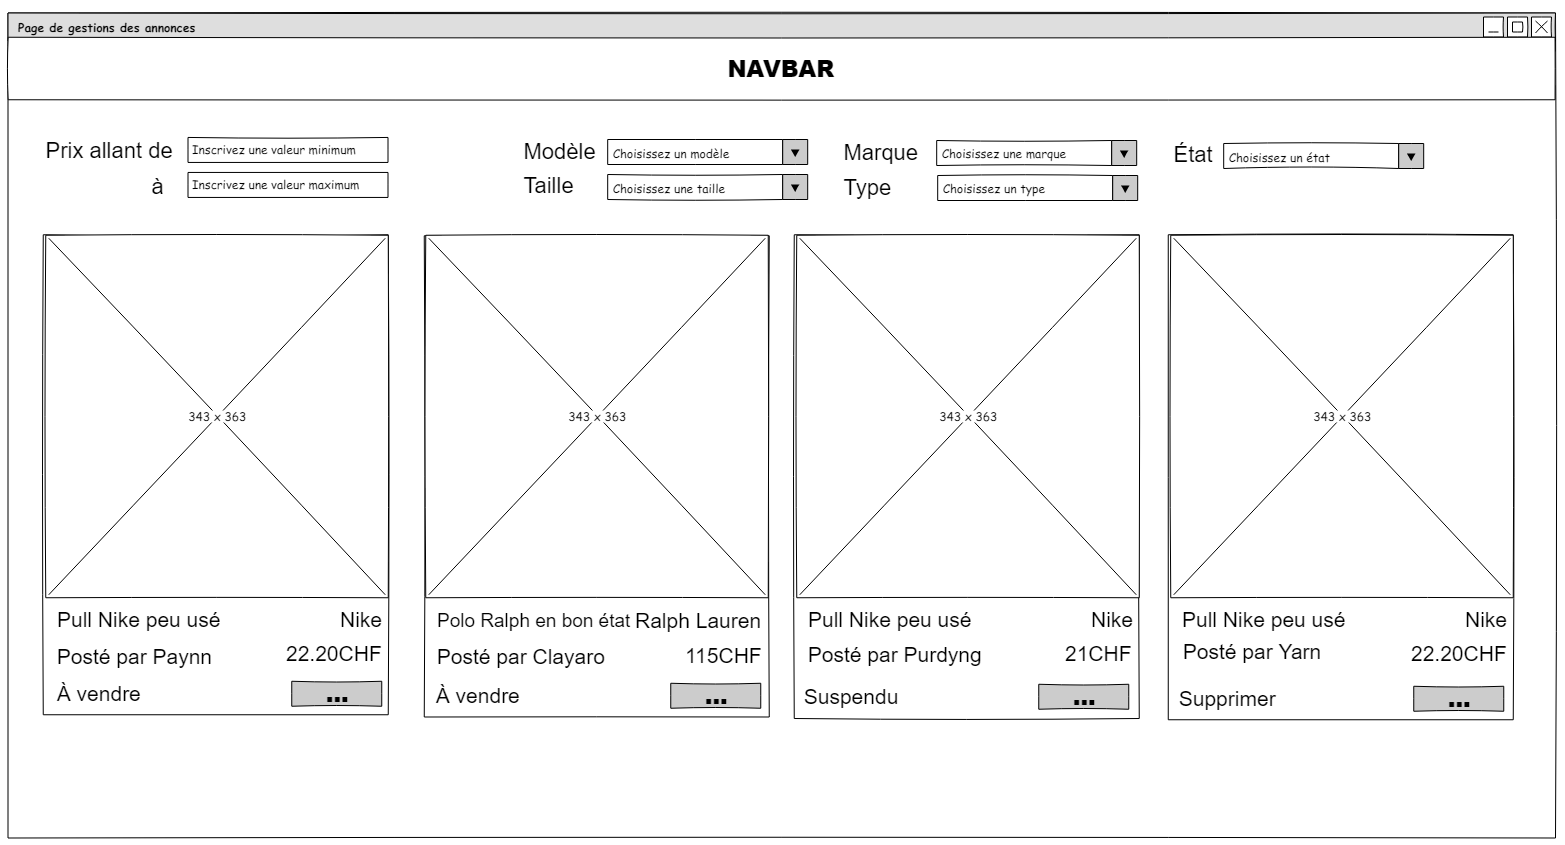 Page de gestions des annonces
NAVBAR
Prix allant de Inscrivez une valeur minimum
à Inscrivez une valeur maximum
Modèle Choisissez un modèle
Taille Choisissez une taille
Marque Choisissez une marque
Type Choisissez un type
État Choisissez un état
343 x 363
Pull Nike peu usé Nike
Posté par Paynn 22.20CHF
À vendre ...
343 x 363
Polo Ralph en bon état Ralph Lauren
Posté par Clayaro 115CHF
À vendre ...
343 x 363
Pull Nike peu usé Nike
Posté par Purdyng 21CHF
Suspendu ...
343 x 363
Pull Nike peu usé Nike
Posté par Yarn 22.20CHF
Supprimer ...